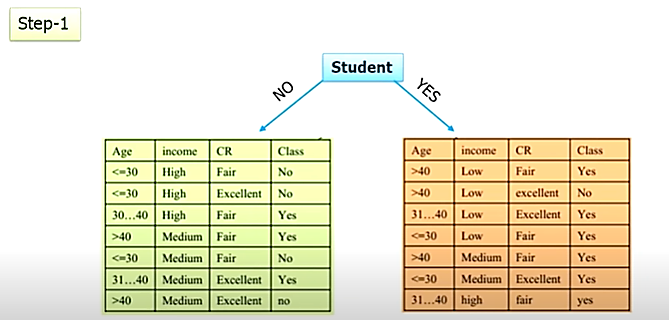 Step-1
Student
NO
YES
Age income CR Class
<=30 High Fair No
<=30 High Excellent No
30...40 High Fair Yes
>40 Medium Fair Yes
<=30 Medium Fair No
31...40 Medium Excellent Yes
>40 Medium Excellent no
Age income CR Class
>40 Low Fair Yes
>40 Low excellent No
31...40 Low Excellent Yes
<=30 Low Fair Yes
>40 Medium Fair Yes
<=30 Medium Excellent Yes
31...40 high fair yes